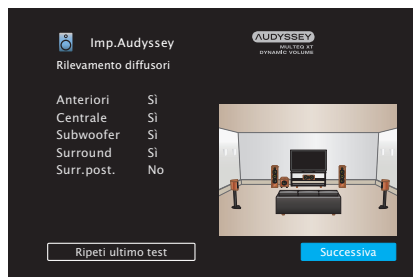 Imp.Audyssey
AUDYSSEY
MULTEQ XT
DYNAMIC VOLUME
Rilevamento diffusori
Anteriori Sì
Centrale Sì
Subwoofer Sì
Surround Sì
Surr.post. No
Ripeti ultimo test
Successiva